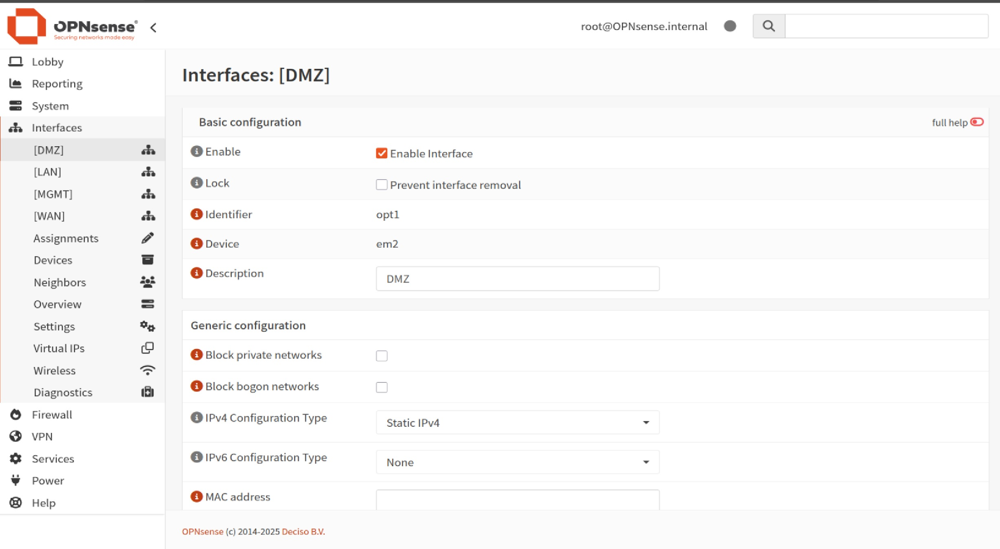 OPNsense®
Securing networks made easy
root@OPNsense.internal
Lobby
Reporting
System
Interfaces
[DMZ]
[LAN]
[MGMT]
[WAN]
Assignments
Devices
Neighbors
Overview
Settings
Virtual IPs
Wireless
Diagnostics
Firewall
VPN
Services
Power
Help
Interfaces: [DMZ]
Basic configuration
full help
Enable
Enable Interface
Lock
Prevent interface removal
Identifier
opt1
Device
em2
Description
DMZ
Generic configuration
Block private networks
Block bogon networks
IPv4 Configuration Type
Static IPv4
IPv6 Configuration Type
None
MAC address
OPNsense (c) 2014-2025 Deciso B.V.